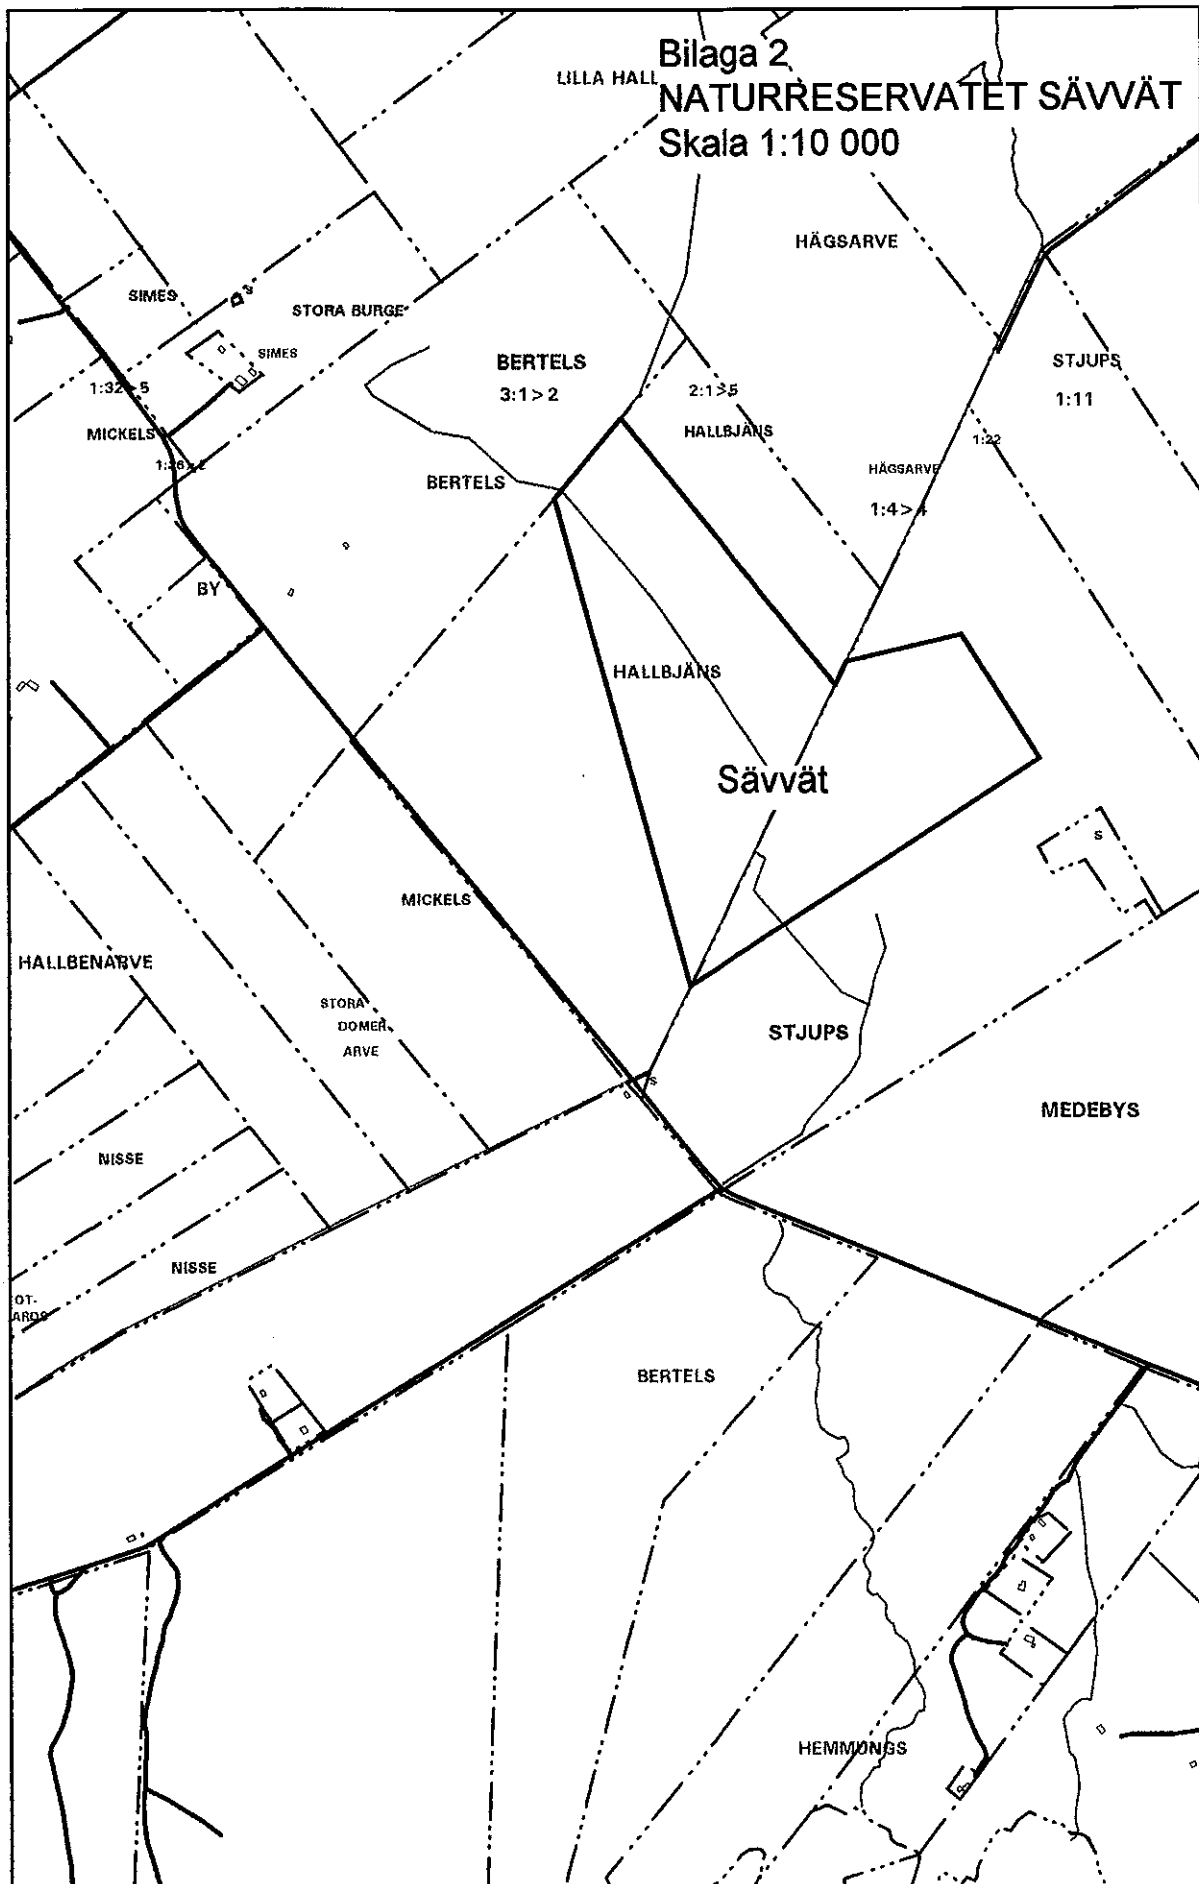 Bilaga 2
LILLA HALL
NATURRESERVATET SÄVVÄT
Skala 1:10 000
HÄGSARVE
SIMES
S
STORA BURGE
SIMES
BERTELS
3:1>2
STJUPS
1:11
1:32>5
2:1>5
MICKELS
HALLBJÄNS
1:22
HÄGSARVE
BERTELS
1:4>4
BY
HALLBJÄNS
Sävvät
S
MICKELS
HALLBENARVE
STORA
DOMER
ARVE
STJUPS
S
MEDEBYS
NISSE
NISSE
OT-
ARDS
BERTELS
HEMMUNGS